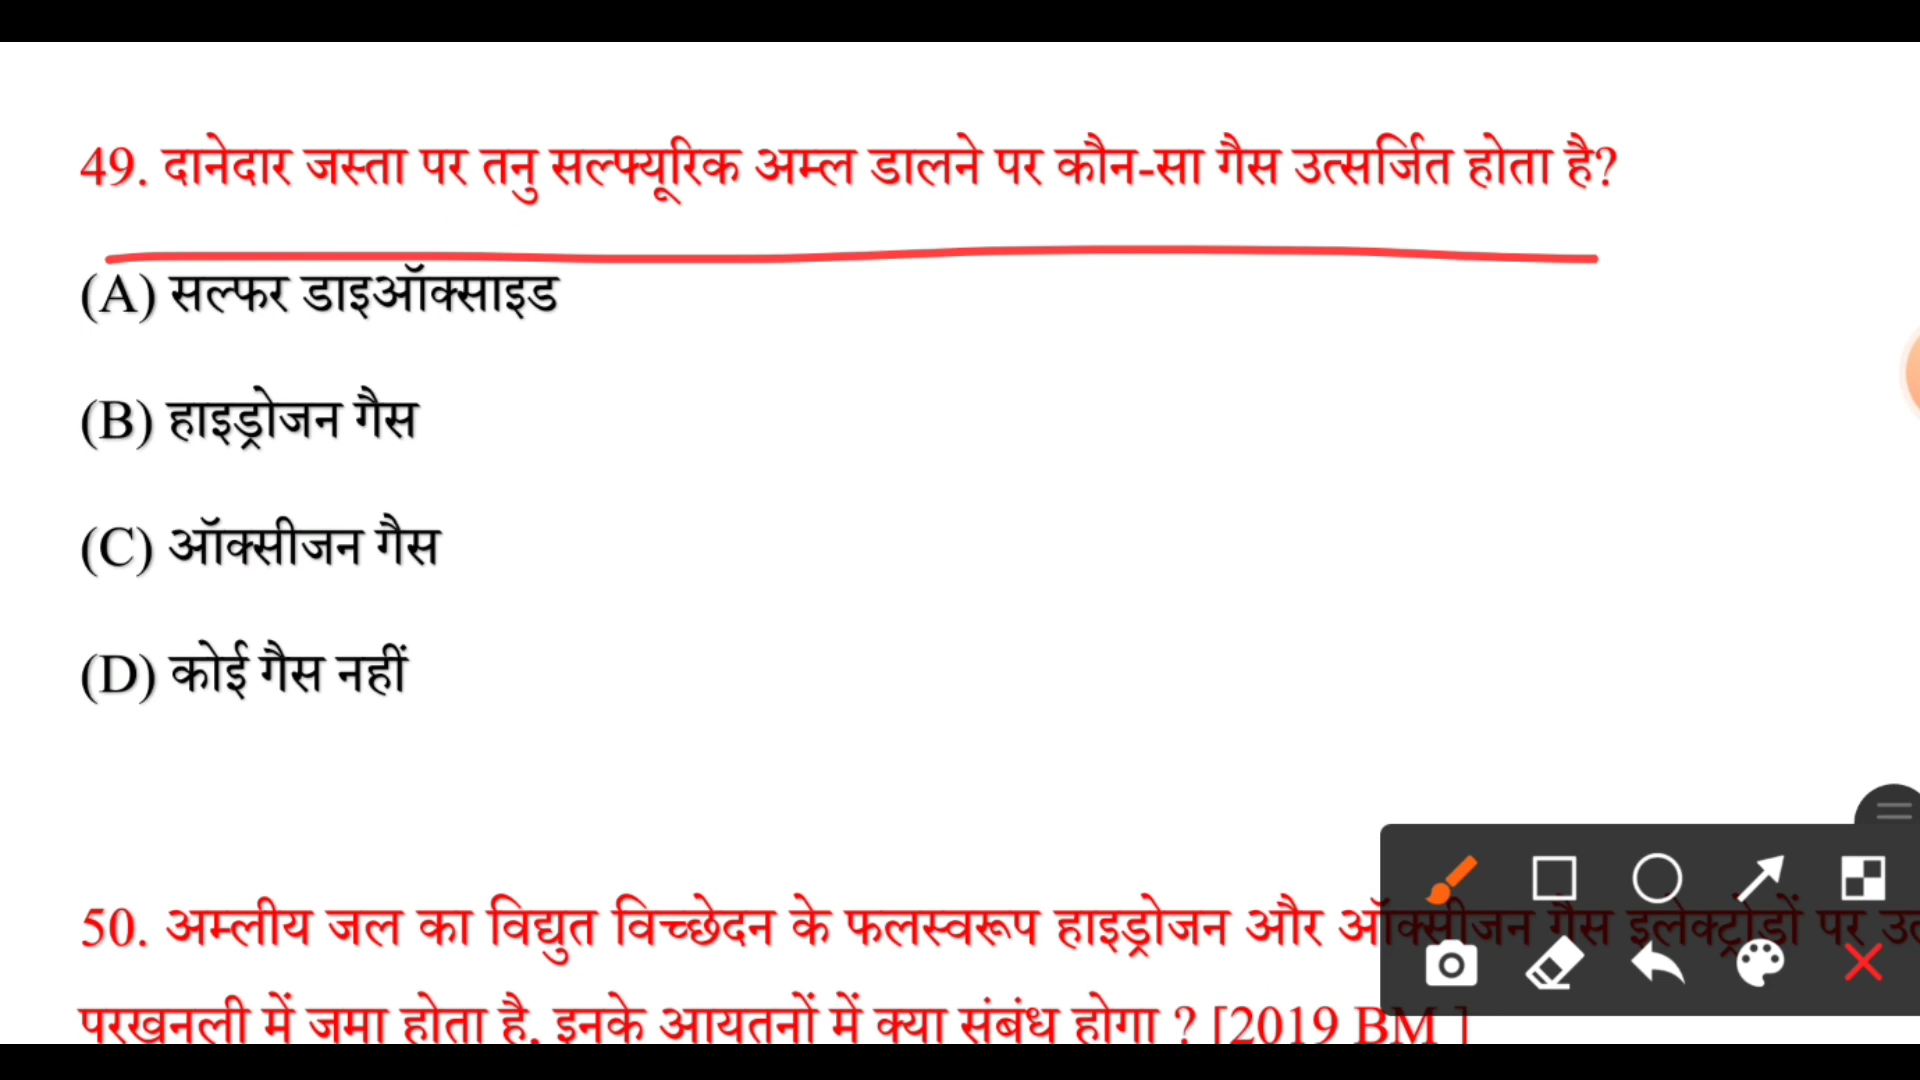 49. दानेदार जस्ता पर तनु सल्फ्यूरिक अम्ल डालने पर कौन-सा गैस उत्सर्जित होता है?
(A) सल्फर डाइऑक्साइड
(B) हाइड्रोजन गैस
(C) ऑक्सीजन गैस
(D) कोई गैस नहीं
50. अम्लीय जल का विद्युत विच्छेदन के फलस्वरूप हाइड्रोजन और ऑक्सीजन गैस इलेक्ट्रोडों पर
परखनली में जमा होता है, इनके आयतनों में क्या संबंध होगा ? [2019 BM ]